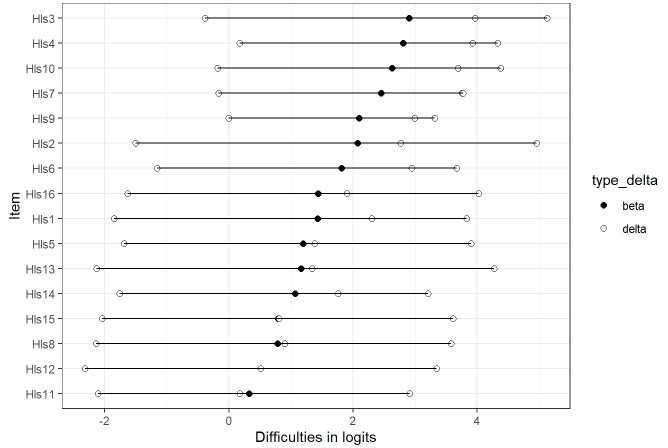 Hls3
Hls4
Hls10
Hls7
Hls9
Hls2
Hls6
Hls16
Hls1
Hls5
Hls13
Hls14
Hls15
Hls8
Hls12
Hls11
Item
-2 0 2 4
Difficulties in logits
type_delta
beta
delta